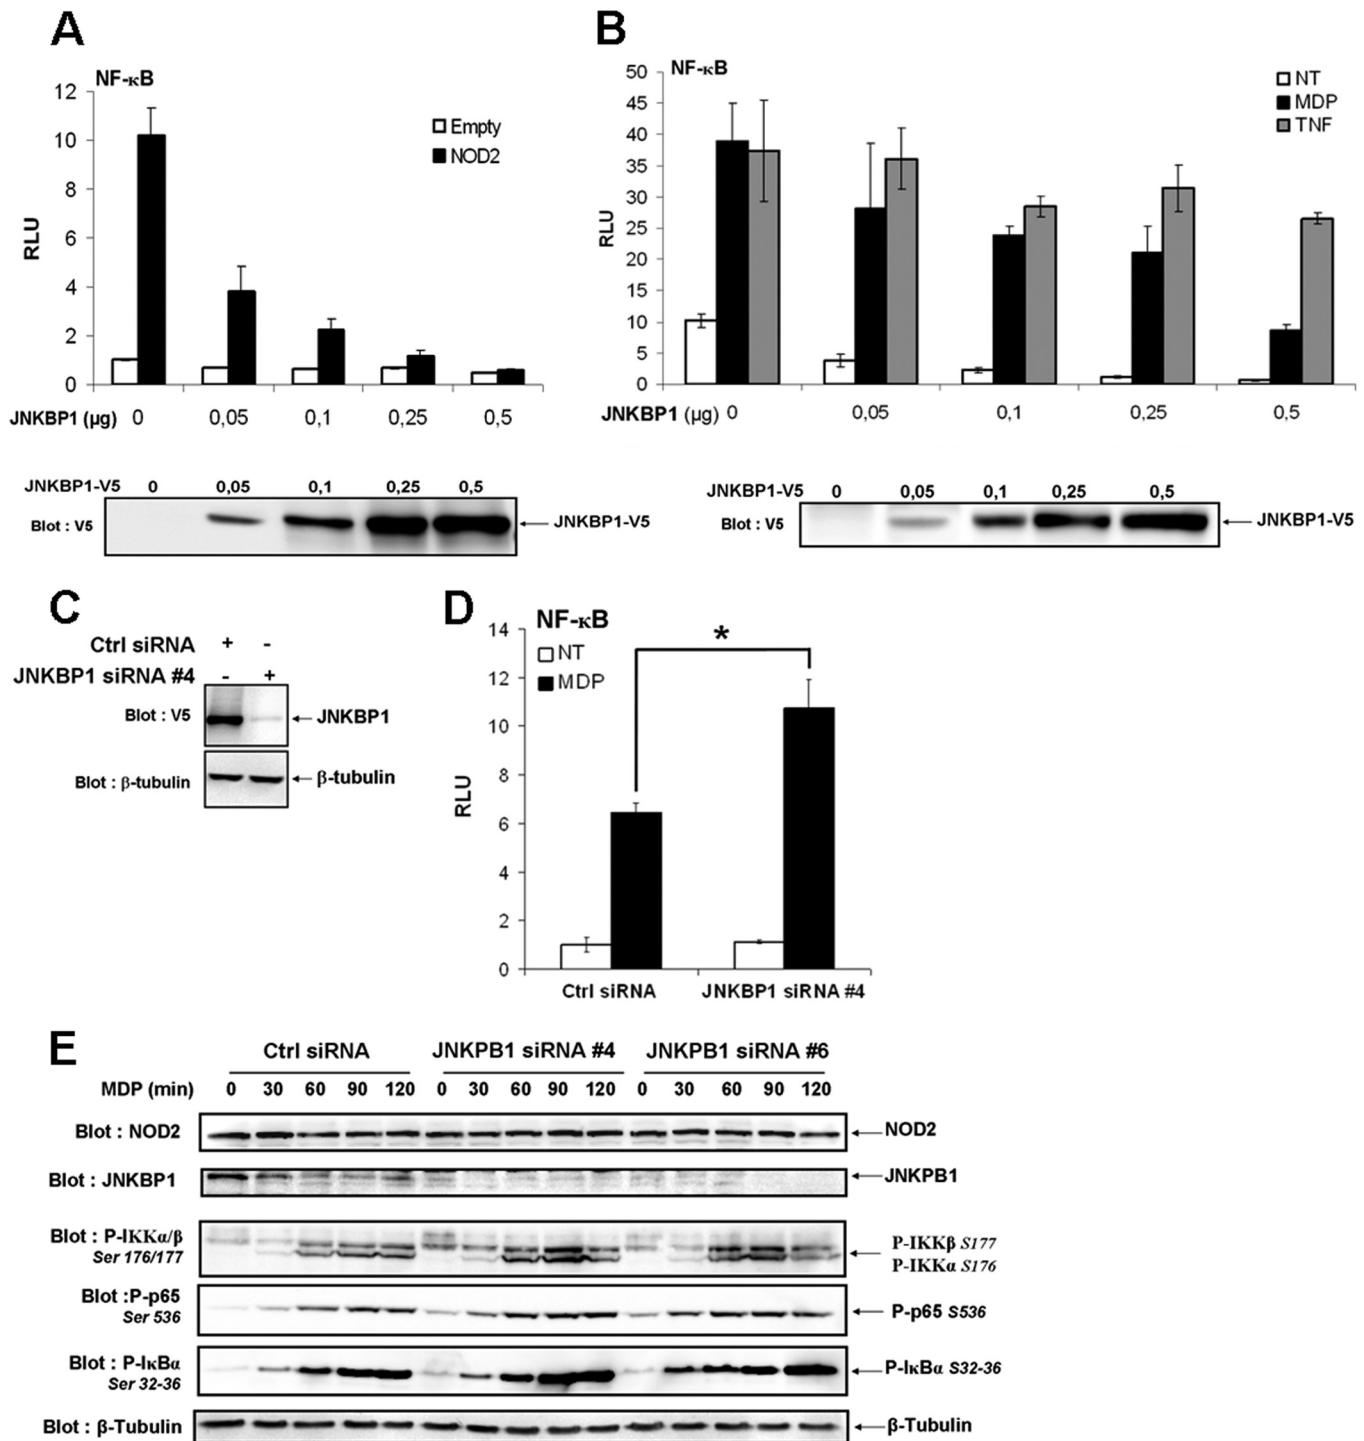 A
NF-κB
12
10
8
6
4
2
0
RLU
Empty
NOD2
JNKBP1 (µg) 0 0,05 0,1 0,25 0,5
JNKBP1-V5 0 0,05 0,1 0,25 0,5
Blot : V5
JNKBP1-V5
B
NF-κB
50
45
40
35
30
25
20
15
10
5
0
RLU
NT
MDP
TNF
JNKBP1 (µg) 0 0,05 0,1 0,25 0,5
JNKBP1-V5 0 0,05 0,1 0,25 0,5
Blot : V5
JNKBP1-V5
C
Ctrl siRNA + -
JNKBP1 siRNA #4 - +
Blot : V5
JNKBP1
Blot : β-tubulin
β-tubulin
D
NF-κB
14
12
10
8
6
4
2
0
RLU
NT
MDP
*
Ctrl siRNA JNKBP1 siRNA #4
E
Ctrl siRNA JNKPB1 siRNA #4 JNKPB1 siRNA #6
MDP (min) 0 30 60 90 120 0 30 60 90 120 0 30 60 90 120
Blot : NOD2
NOD2
Blot : JNKBP1
JNKPB1
Blot : P-IKKα/β
Ser 176/177
P-IKKβ S177
P-IKKα S176
Blot :P-p65
Ser 536
P-p65 S536
Blot : P-IκBα
Ser 32-36
P-IκBα S32-36
Blot : β-Tubulin
β-Tubulin